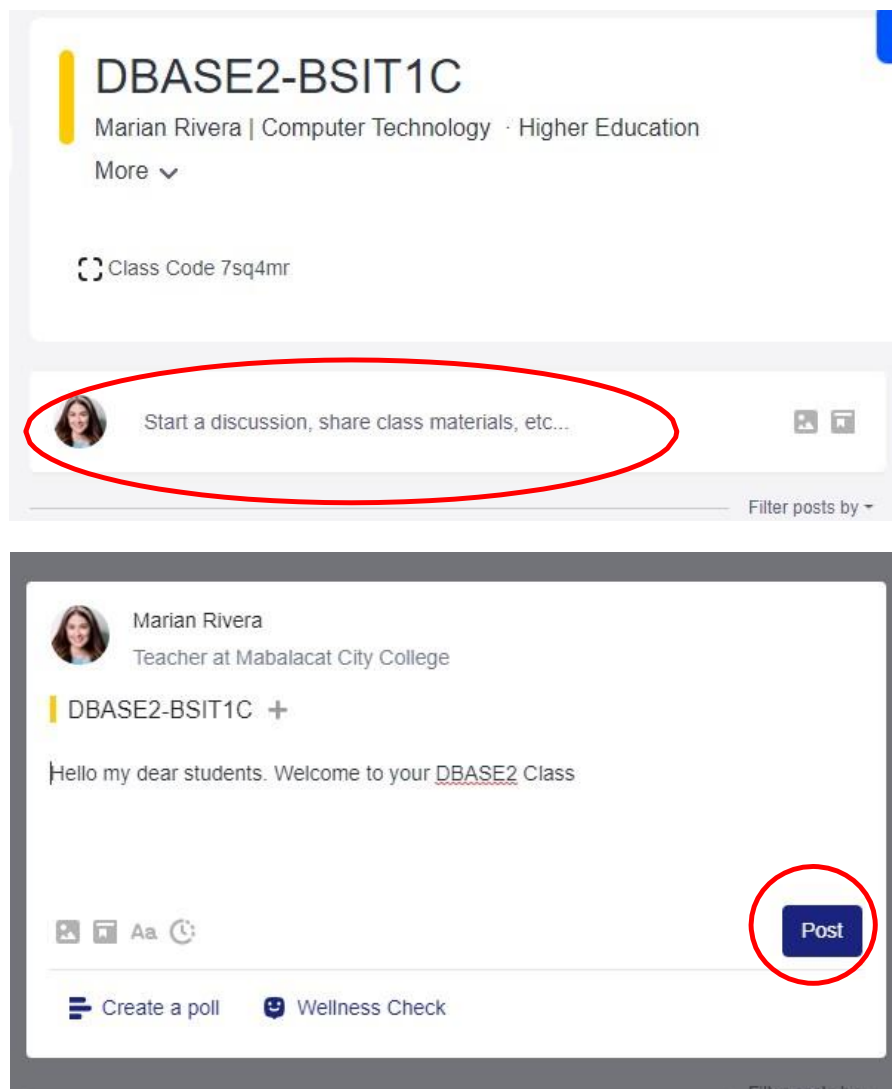 DBASE2-BSIT1C
Marian Rivera | Computer Technology · Higher Education
More
Class Code 7sq4mr
Start a discussion, share class materials, etc...
Filter posts by
Marian Rivera
Teacher at Mabalacat City College
DBASE2-BSIT1C +
Hello my dear students. Welcome to your DBASE2 Class
Aa
Post
Create a poll Wellness Check